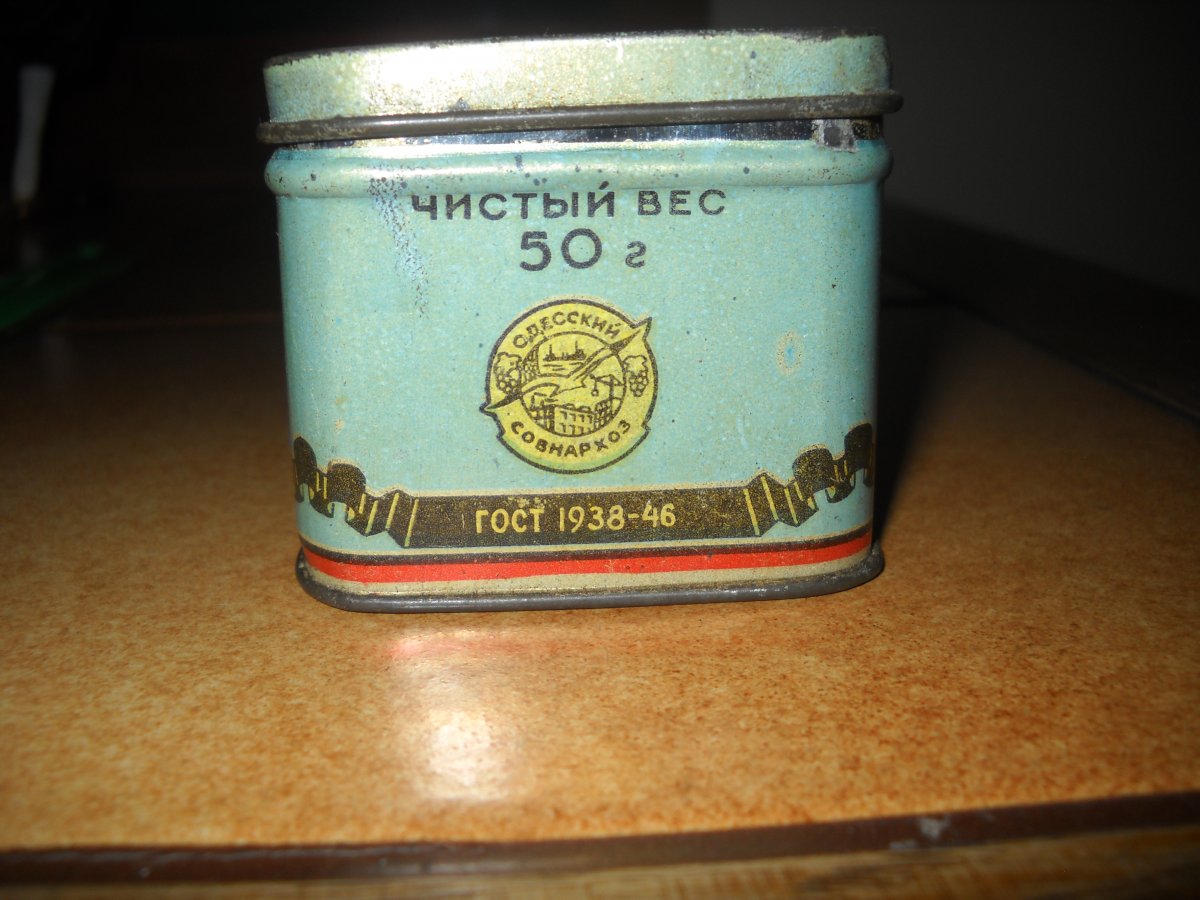 ЧИСТЫЙ ВЕС
50 г
ОДЕССКИЙ
СОВНАРХОЗ
ГОСТ 1938-46